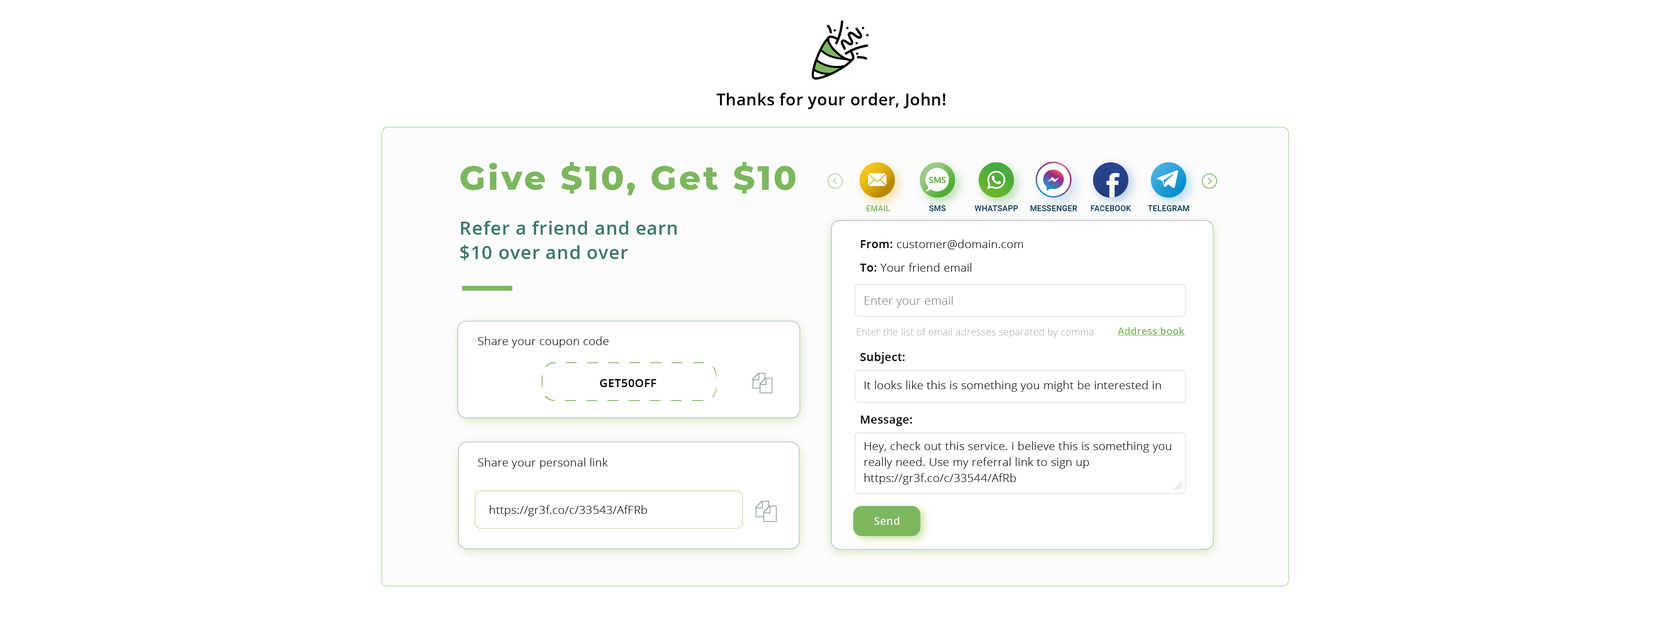 Thanks for your order, John!
Give $10, Get $10
Refer a friend and earn
$10 over and over
Share your coupon code
GET50OFF
Share your personal link
https://gr3f.co/c/33543/AfFRb
SMS
EMAIL
SMS
WHATSAPP
MESSENGER
FACEBOOK
TELEGRAM
From: customer@domain.com
To: Your friend email
Enter your email
Enter the list of email adresses separated by comma
Address book
Subject:
It looks like this is something you might be interested in
Message:
Hey, check out this service. i believe this is something you
really need. Use my referral link to sign up
https://gr3f.co/c/33544/AfRb
Send